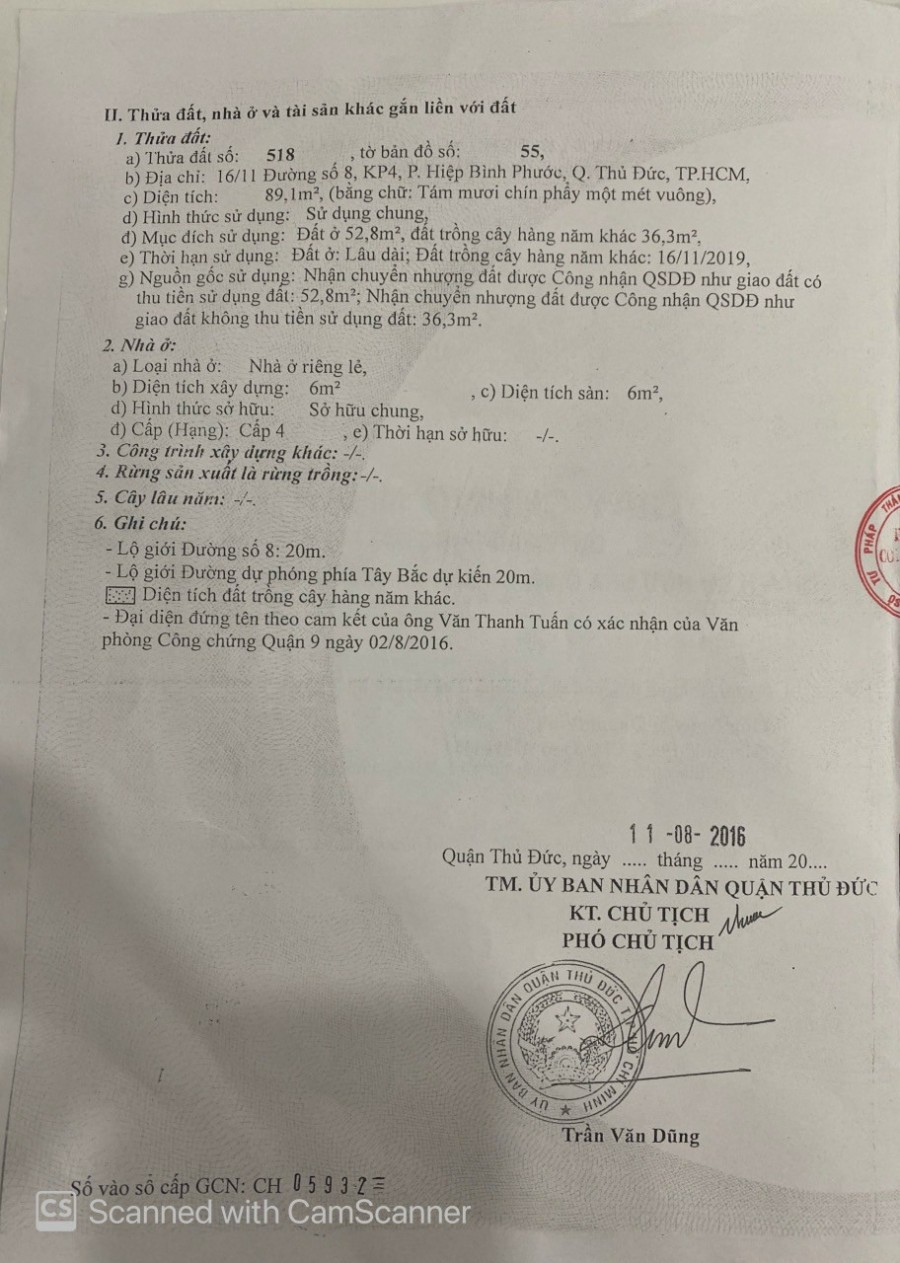 II. Thửa đất, nhà ở và tài sản khác gắn liền với đất
1. Thửa đất:
a) Thửa đất số: 518 , tờ bản đồ số: 55,
b) Địa chỉ: 16/11 Đường số 8, KP4, P. Hiệp Bình Phước, Q. Thủ Đức, TP.HCM,
c) Diện tích: 89,1m², (bằng chữ: Tám mươi chín phẩy một mét vuông),
d) Hình thức sử dụng: Sử dụng chung,
đ) Mục đích sử dụng: Đất ở 52,8m², đất trồng cây hàng năm khác 36,3m²,
e) Thời hạn sử dụng: Đất ở: Lâu dài; Đất trồng cây hàng năm khác: 16/11/2019,
g) Nguồn gốc sử dụng: Nhận chuyển nhượng đất được Công nhận QSDĐ như giao đất có
thu tiền sử dụng đất: 52,8m²; Nhận chuyển nhượng đất được Công nhận QSDĐ như
giao đất không thu tiền sử dụng đất: 36,3m².
2. Nhà ở:
a) Loại nhà ở: Nhà ở riêng lẻ,
b) Diện tích xây dựng: 6m² , c) Diện tích sàn: 6m²,
d) Hình thức sở hữu: Sở hữu chung,
đ) Cấp (Hạng): Cấp 4 , e) Thời hạn sở hữu: -/-.
3. Công trình xây dựng khác: -/-.
4. Rừng sản xuất là rừng trồng: -/-.
5. Cây lâu năm: -/-.
6. Ghi chú:
- Lộ giới Đường số 8: 20m.
- Lộ giới Đường dự phóng phía Tây Bắc dự kiến 20m.
Diện tích đất trồng cây hàng năm khác.
- Đại diện đứng tên theo cam kết của ông Văn Thanh Tuấn có xác nhận của Văn
phòng Công chứng Quận 9 ngày 02/8/2016.
TƯ PHÁP
11 -08- 2016
Quận Thủ Đức, ngày ..... tháng ..... năm 20....
TM. ỦY BAN NHÂN DÂN QUẬN THỦ ĐỨC
KT. CHỦ TỊCH
PHÓ CHỦ TỊCH
ỦY BAN NHÂN DÂN QUẬN THỦ ĐỨC CHÍ MINH
Trần Văn Dũng
Số vào sổ cấp GCN: CH 05932
CS Scanned with CamScanner